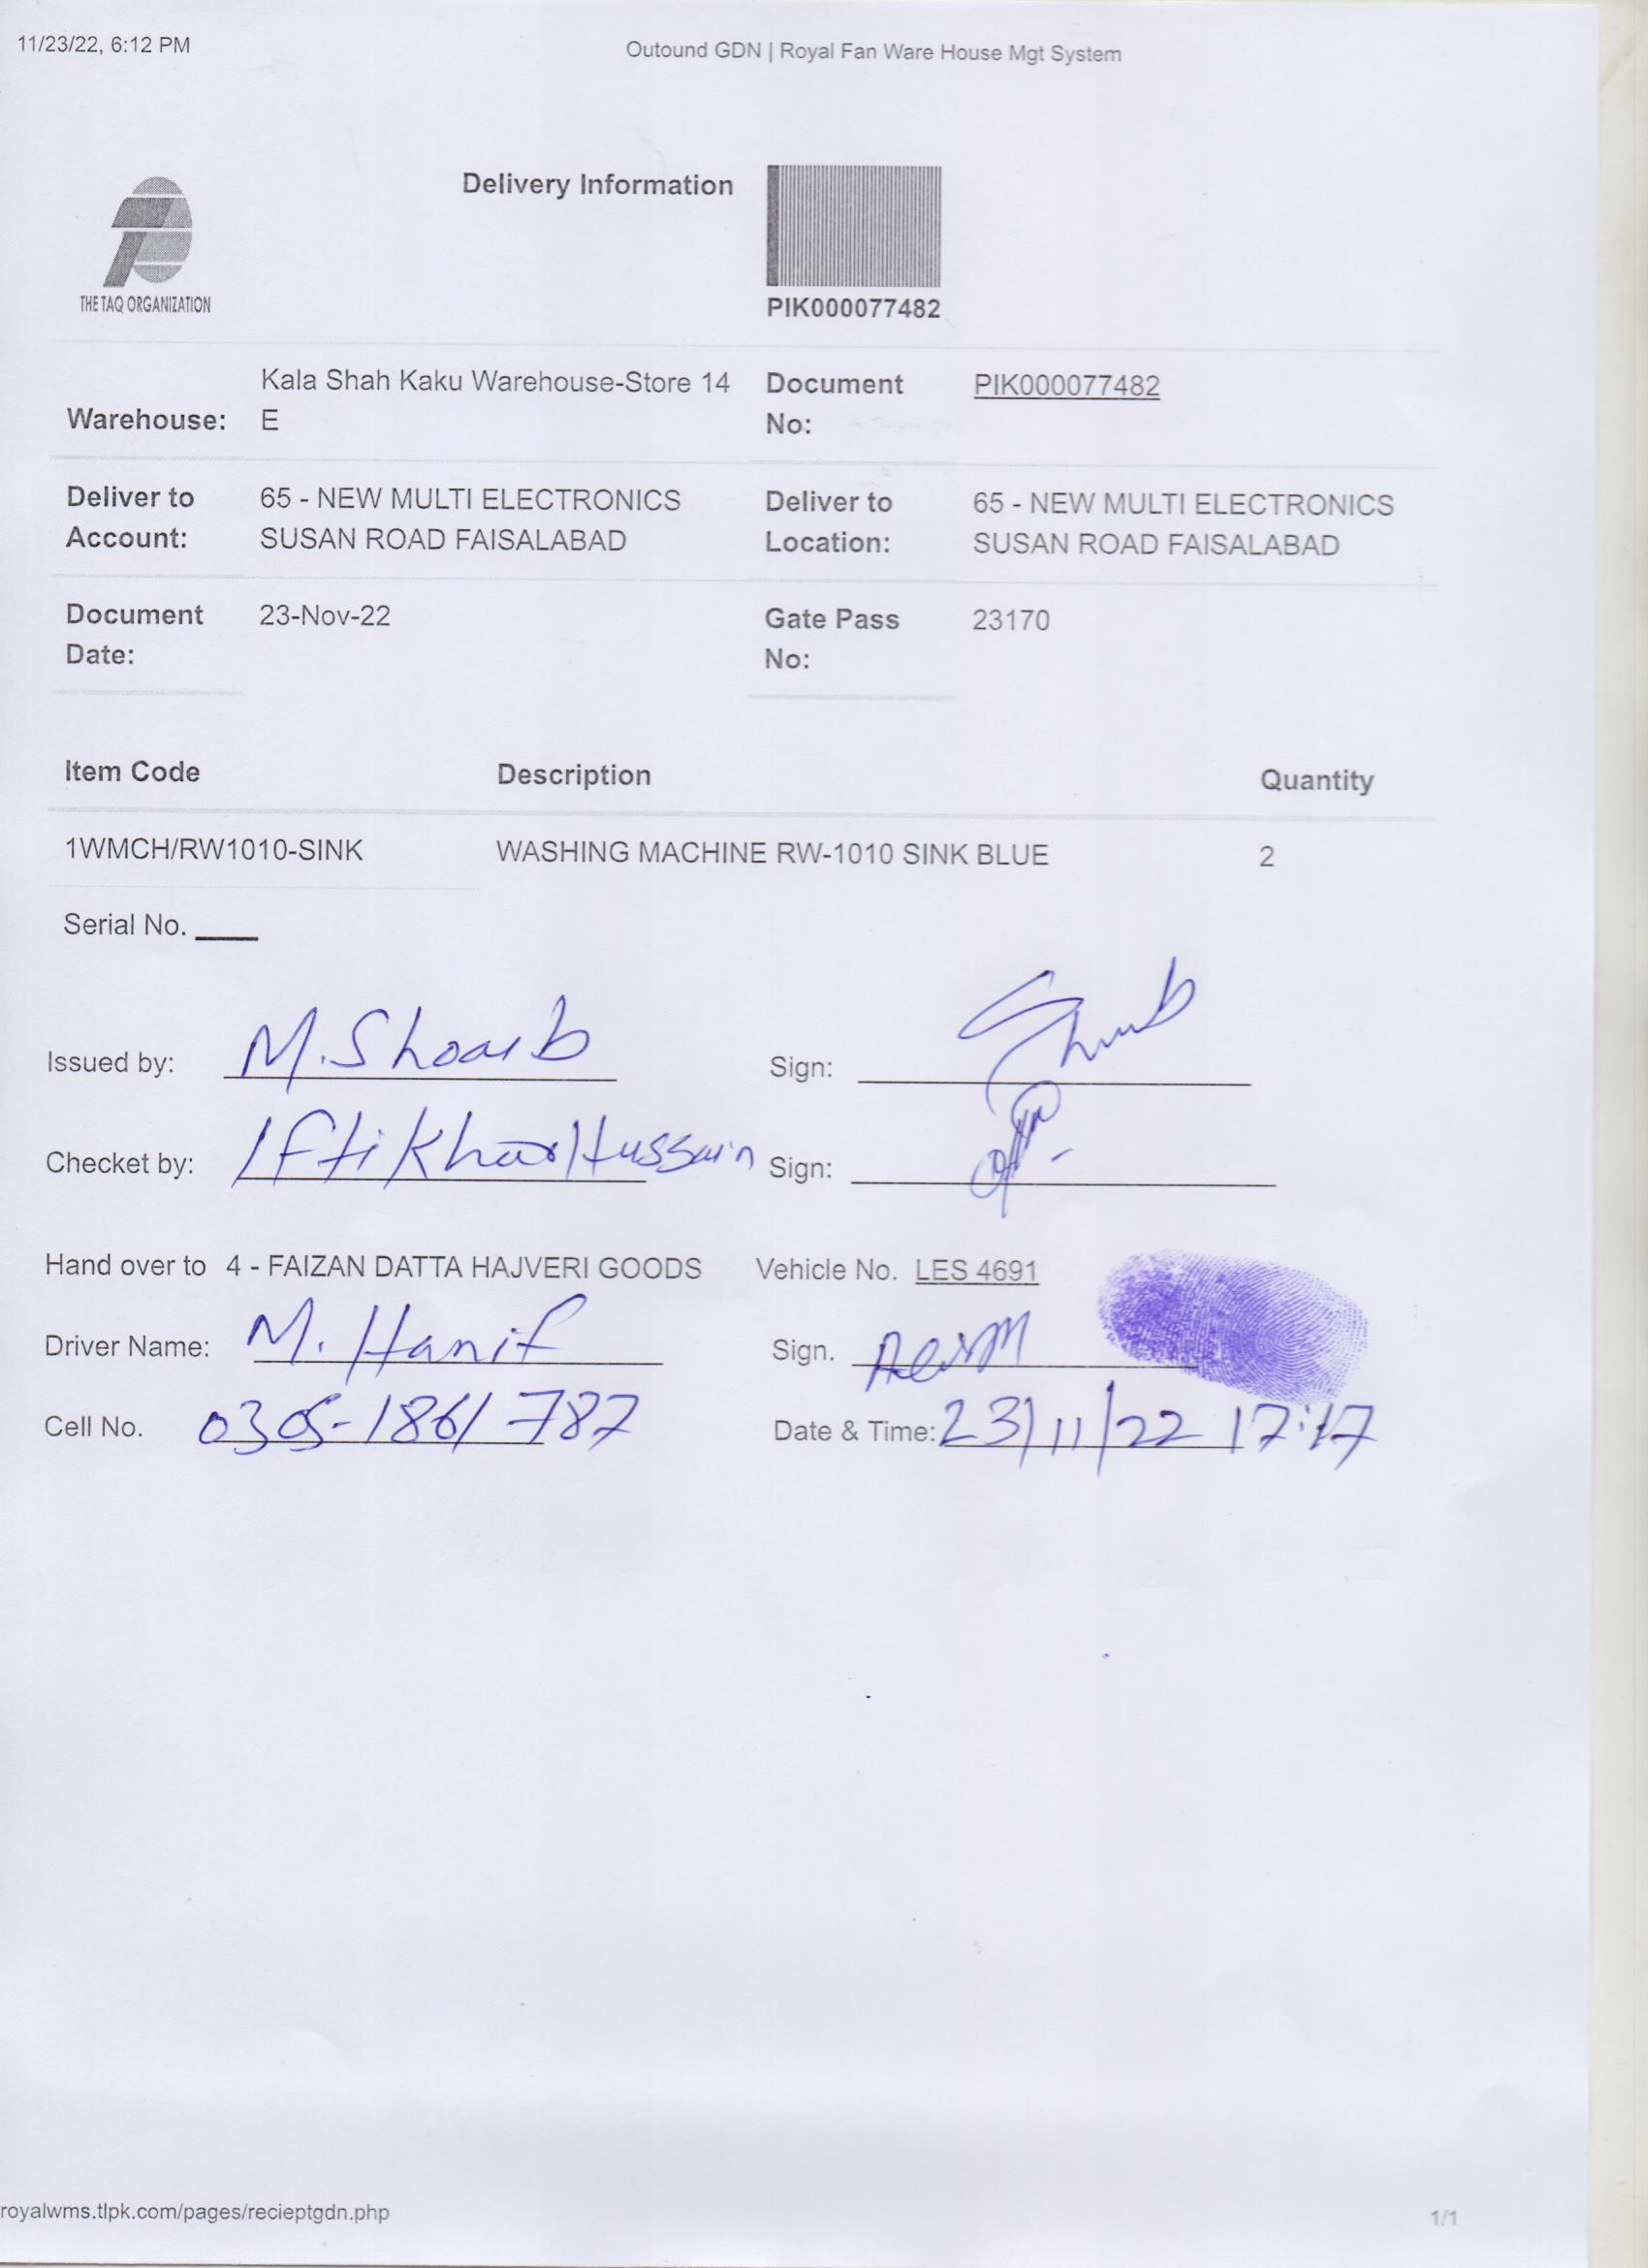 11/23/22, 6:12 PM
Outound GDN | Royal Fan Ware House Mgt System
Delivery Information
THE TAQ ORGANIZATION
PIK000077482
Warehouse: Kala Shah Kaku Warehouse-Store 14 E
Document No: PIK000077482
Deliver to Account: 65 - NEW MULTI ELECTRONICS SUSAN ROAD FAISALABAD
Deliver to Location: 65 - NEW MULTI ELECTRONICS SUSAN ROAD FAISALABAD
Document Date: 23-Nov-22
Gate Pass No: 23170
Item Code Description Quantity
1WMCH/RW1010-SINK WASHING MACHINE RW-1010 SINK BLUE 2
Serial No.
Issued by: M.Shoaib Sign:
Checket by: Iftikhar Hussain Sign:
Hand over to 4 - FAIZAN DATTA HAJVERI GOODS Vehicle No. LES 4691
Driver Name: M. Hanif Sign.
Cell No. 0305-1861787 Date & Time: 23/11/22 17:17
royalwms.tlpk.com/pages/recieptgdn.php
1/1